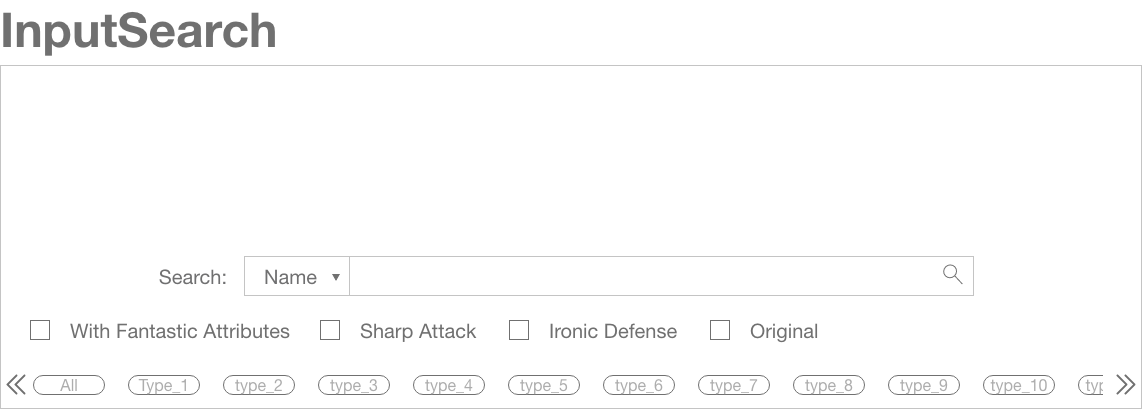 InputSearch
Search: Name
With Fantastic Attributes Sharp Attack Ironic Defense Original
All Type_1 type_2 type_3 type_4 type_5 type_6 type_7 type_8 type_9 type_10